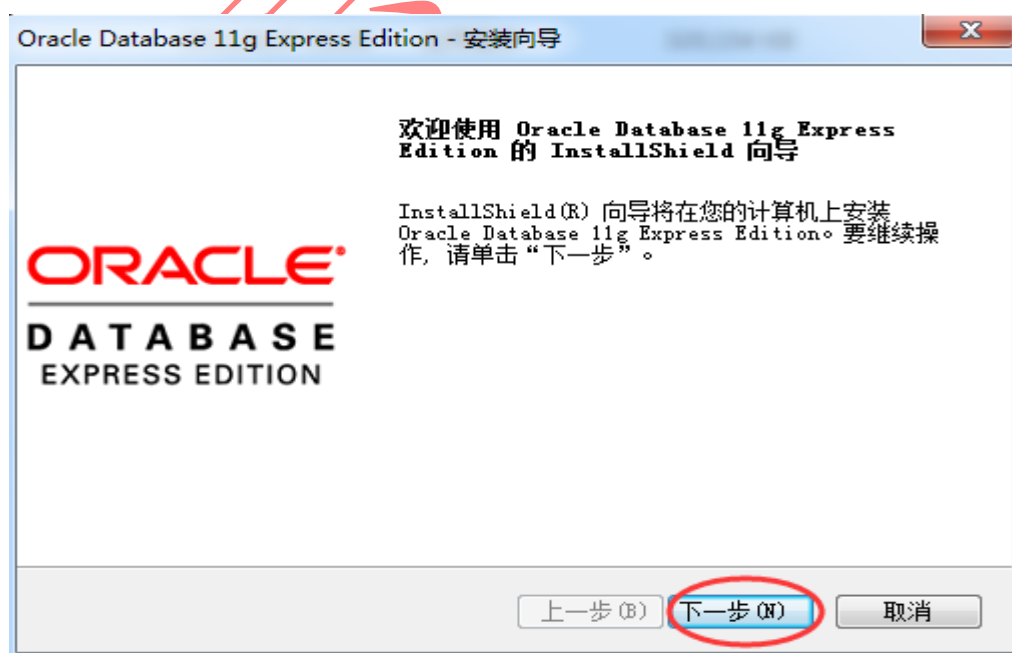 Oracle Database 11g Express Edition - 安装向导
欢迎使用 Oracle Database 11g Express
Edition 的 InstallShield 向导
InstallShield(R) 向导将在您的计算机上安装
Oracle Database 11g Express Edition。要继续操
作, 请单击“下一步”。
ORACLE
DATABASE
EXPRESS EDITION
上一步(B) 下一步(N) 取消